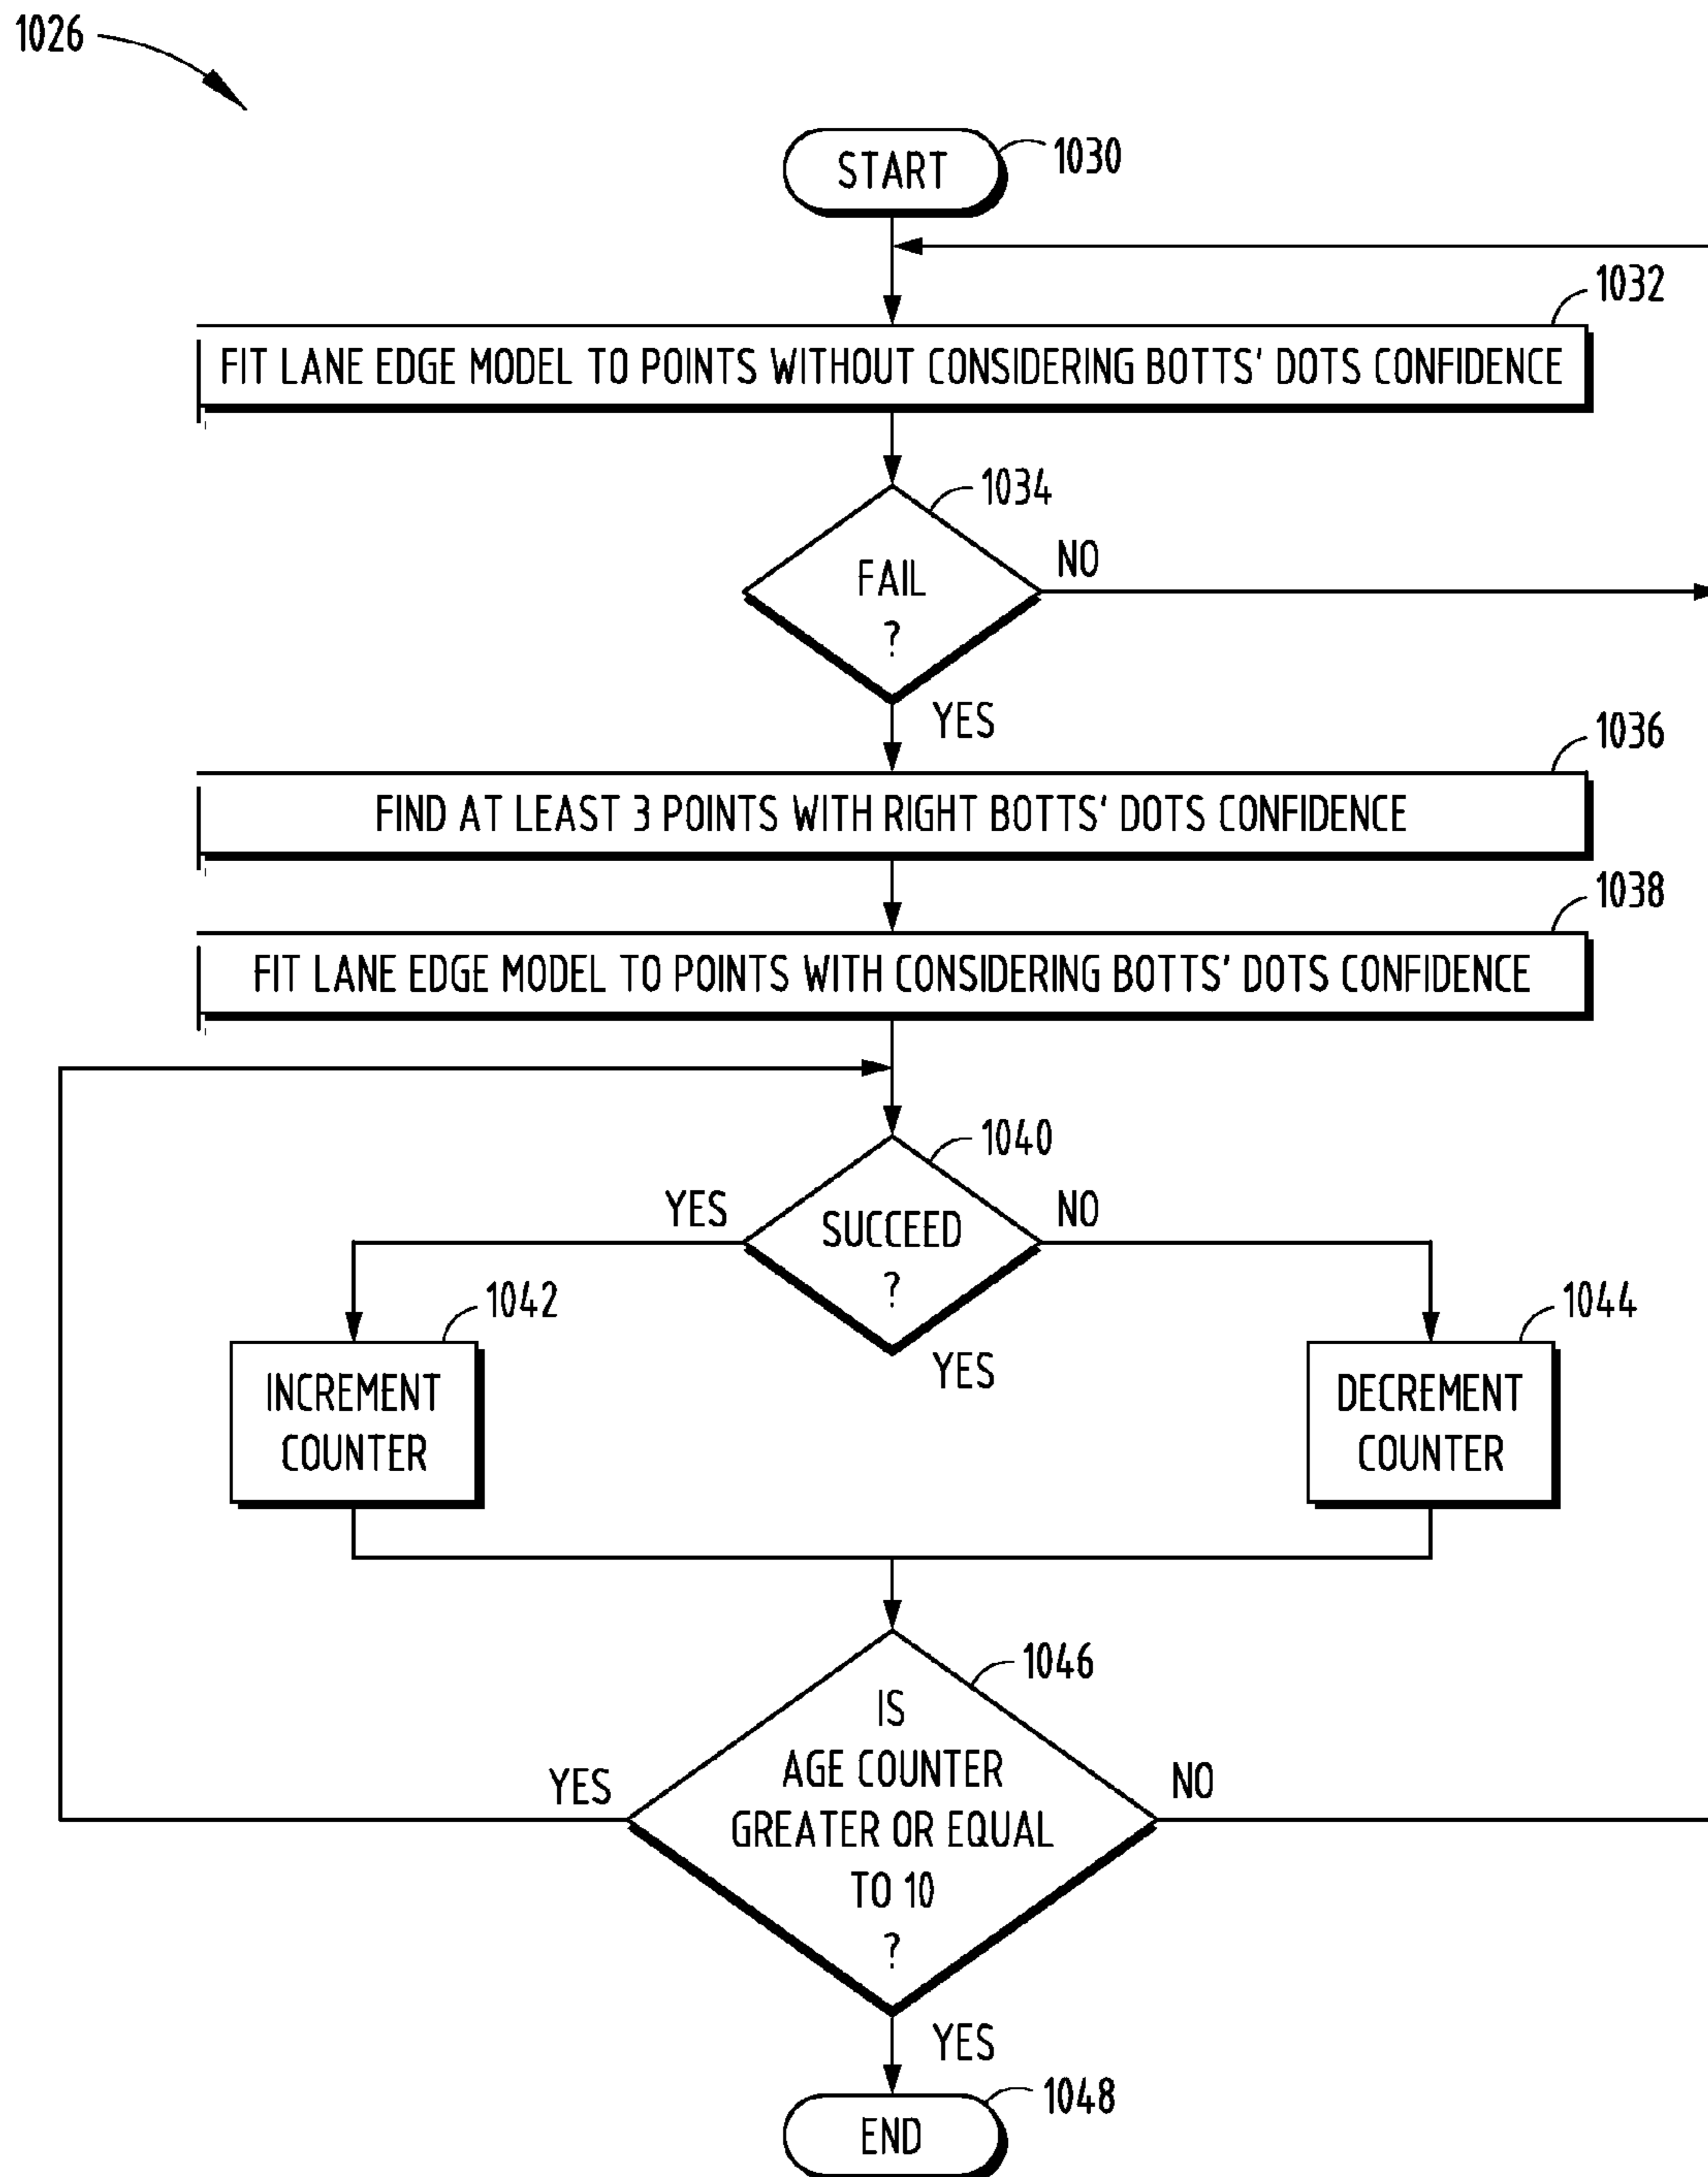 1026
START
1030
1032
FIT LANE EDGE MODEL TO POINTS WITHOUT CONSIDERING BOTTS' DOTS CONFIDENCE
1034
FAIL
?
NO
YES
1036
FIND AT LEAST 3 POINTS WITH RIGHT BOTTS' DOTS CONFIDENCE
1038
FIT LANE EDGE MODEL TO POINTS WITH CONSIDERING BOTTS' DOTS CONFIDENCE
1040
YES
SUCCEED
?
NO
YES
1042
INCREMENT
COUNTER
1044
DECREMENT
COUNTER
1046
IS
AGE COUNTER
GREATER OR EQUAL
TO 10
?
YES
NO
YES
1048
END